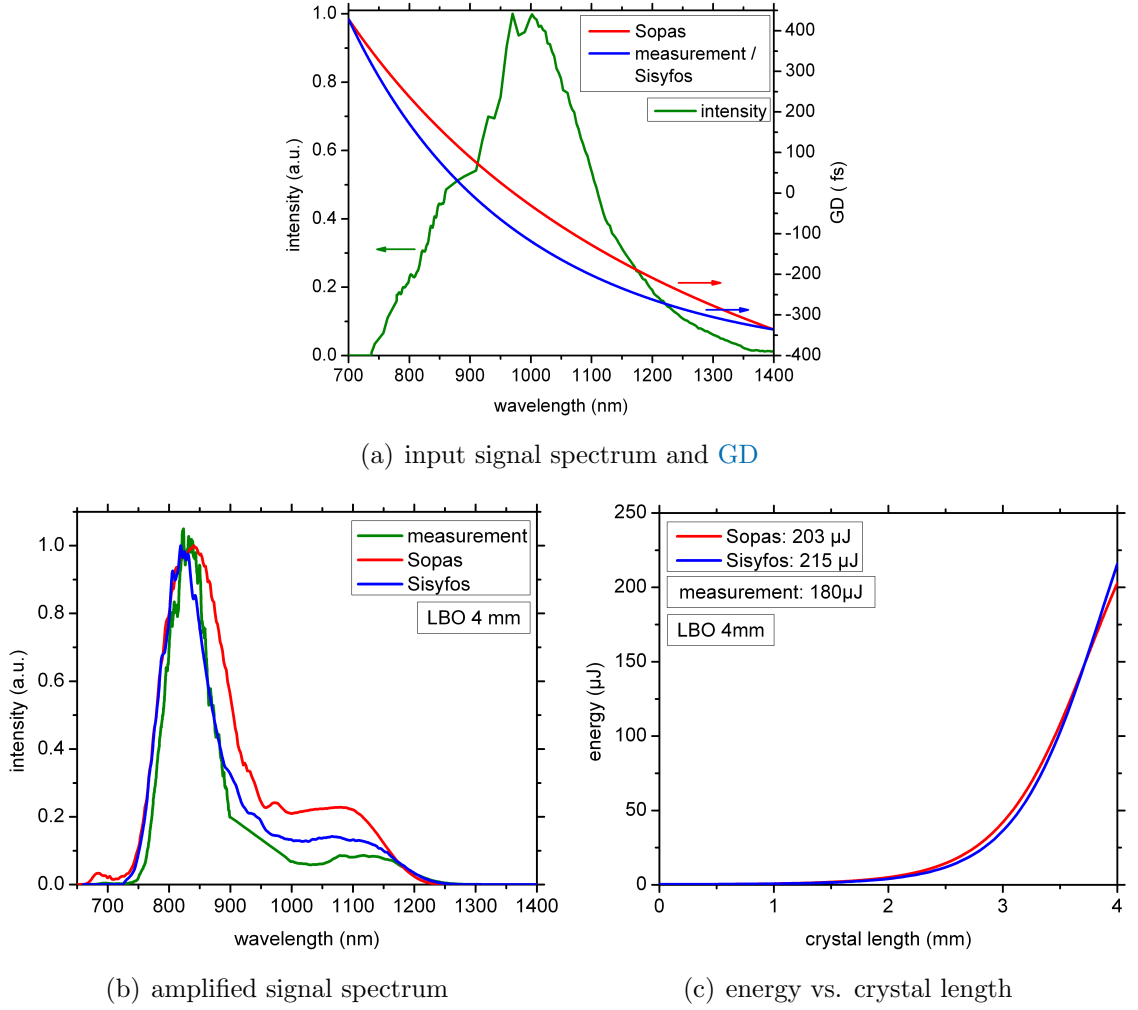 1.0
0.8
0.6
0.4
0.2
0.0
intensity (a.u.)
Sopas
measurement /
Sisyfos
intensity
400
300
200
100
0
-100
-200
-300
-400
GD ( fs)
700 800 900 1000 1100 1200 1300 1400
wavelength (nm)
(a) input signal spectrum and GD
1.0
0.8
0.6
0.4
0.2
0.0
intensity (a.u.)
measurement
Sopas
Sisyfos
LBO 4 mm
700 800 900 1000 1100 1200 1300 1400
wavelength (nm)
(b) amplified signal spectrum
250
200
150
100
50
0
energy (µJ)
Sopas: 203 µJ
Sisyfos: 215 µJ
measurement: 180µJ
LBO 4mm
0 1 2 3 4
crystal length (mm)
(c) energy vs. crystal length